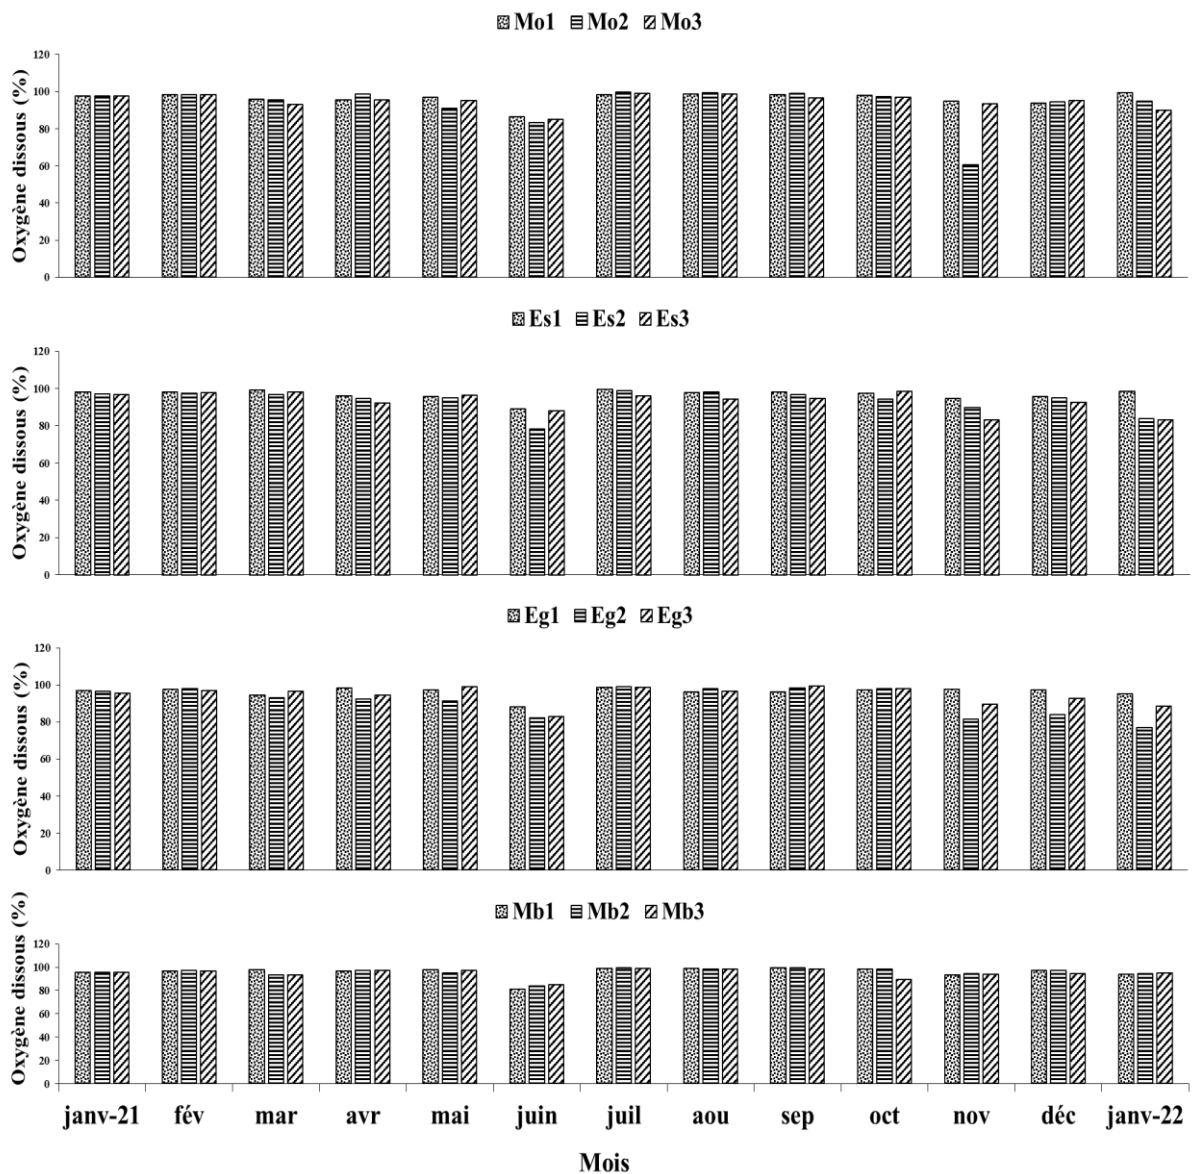 Mo1 Mo2 Mo3
Oxygène dissous (%)
120
100
80
60
40
20
0
Es1 Es2 Es3
Oxygène dissous (%)
120
100
80
60
40
20
0
Eg1 Eg2 Eg3
Oxygène dissous (%)
120
100
80
60
40
20
0
Mb1 Mb2 Mb3
Oxygène dissous (%)
120
100
80
60
40
20
0
janv-21 fév mar avr mai juin juil aou sep oct nov déc janv-22
Mois